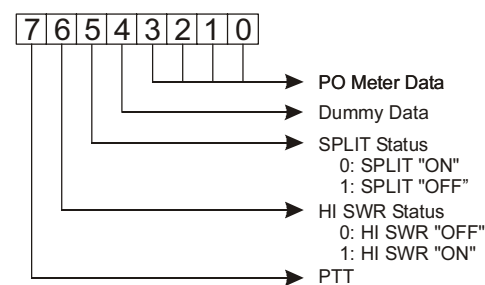 7 6 5 4 3 2 1 0
PO Meter Data
Dummy Data
SPLIT Status
0: SPLIT "ON"
1: SPLIT "OFF”
HI SWR Status
0: HI SWR "OFF"
1: HI SWR "ON"
PTT